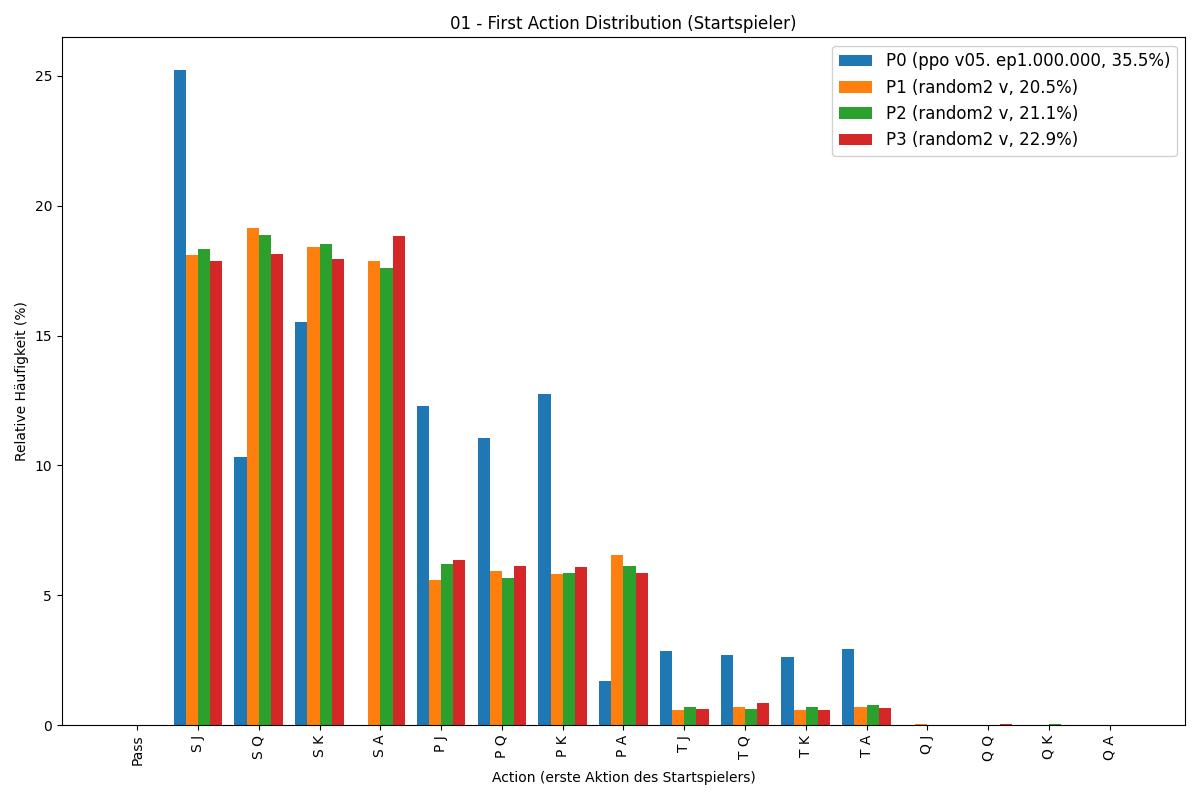 01 - First Action Distribution (Startspieler)
P0 (ppo v05. ep1.000.000, 35.5%)
P1 (random2 v, 20.5%)
P2 (random2 v, 21.1%)
P3 (random2 v, 22.9%)
Relative Häufigkeit (%)
25
20
15
10
5
0
Pass
S J
S Q
S K
S A
P J
P Q
P K
P A
T J
T Q
T K
T A
Q J
Q Q
Q K
Q A
Action (erste Aktion des Startspielers)